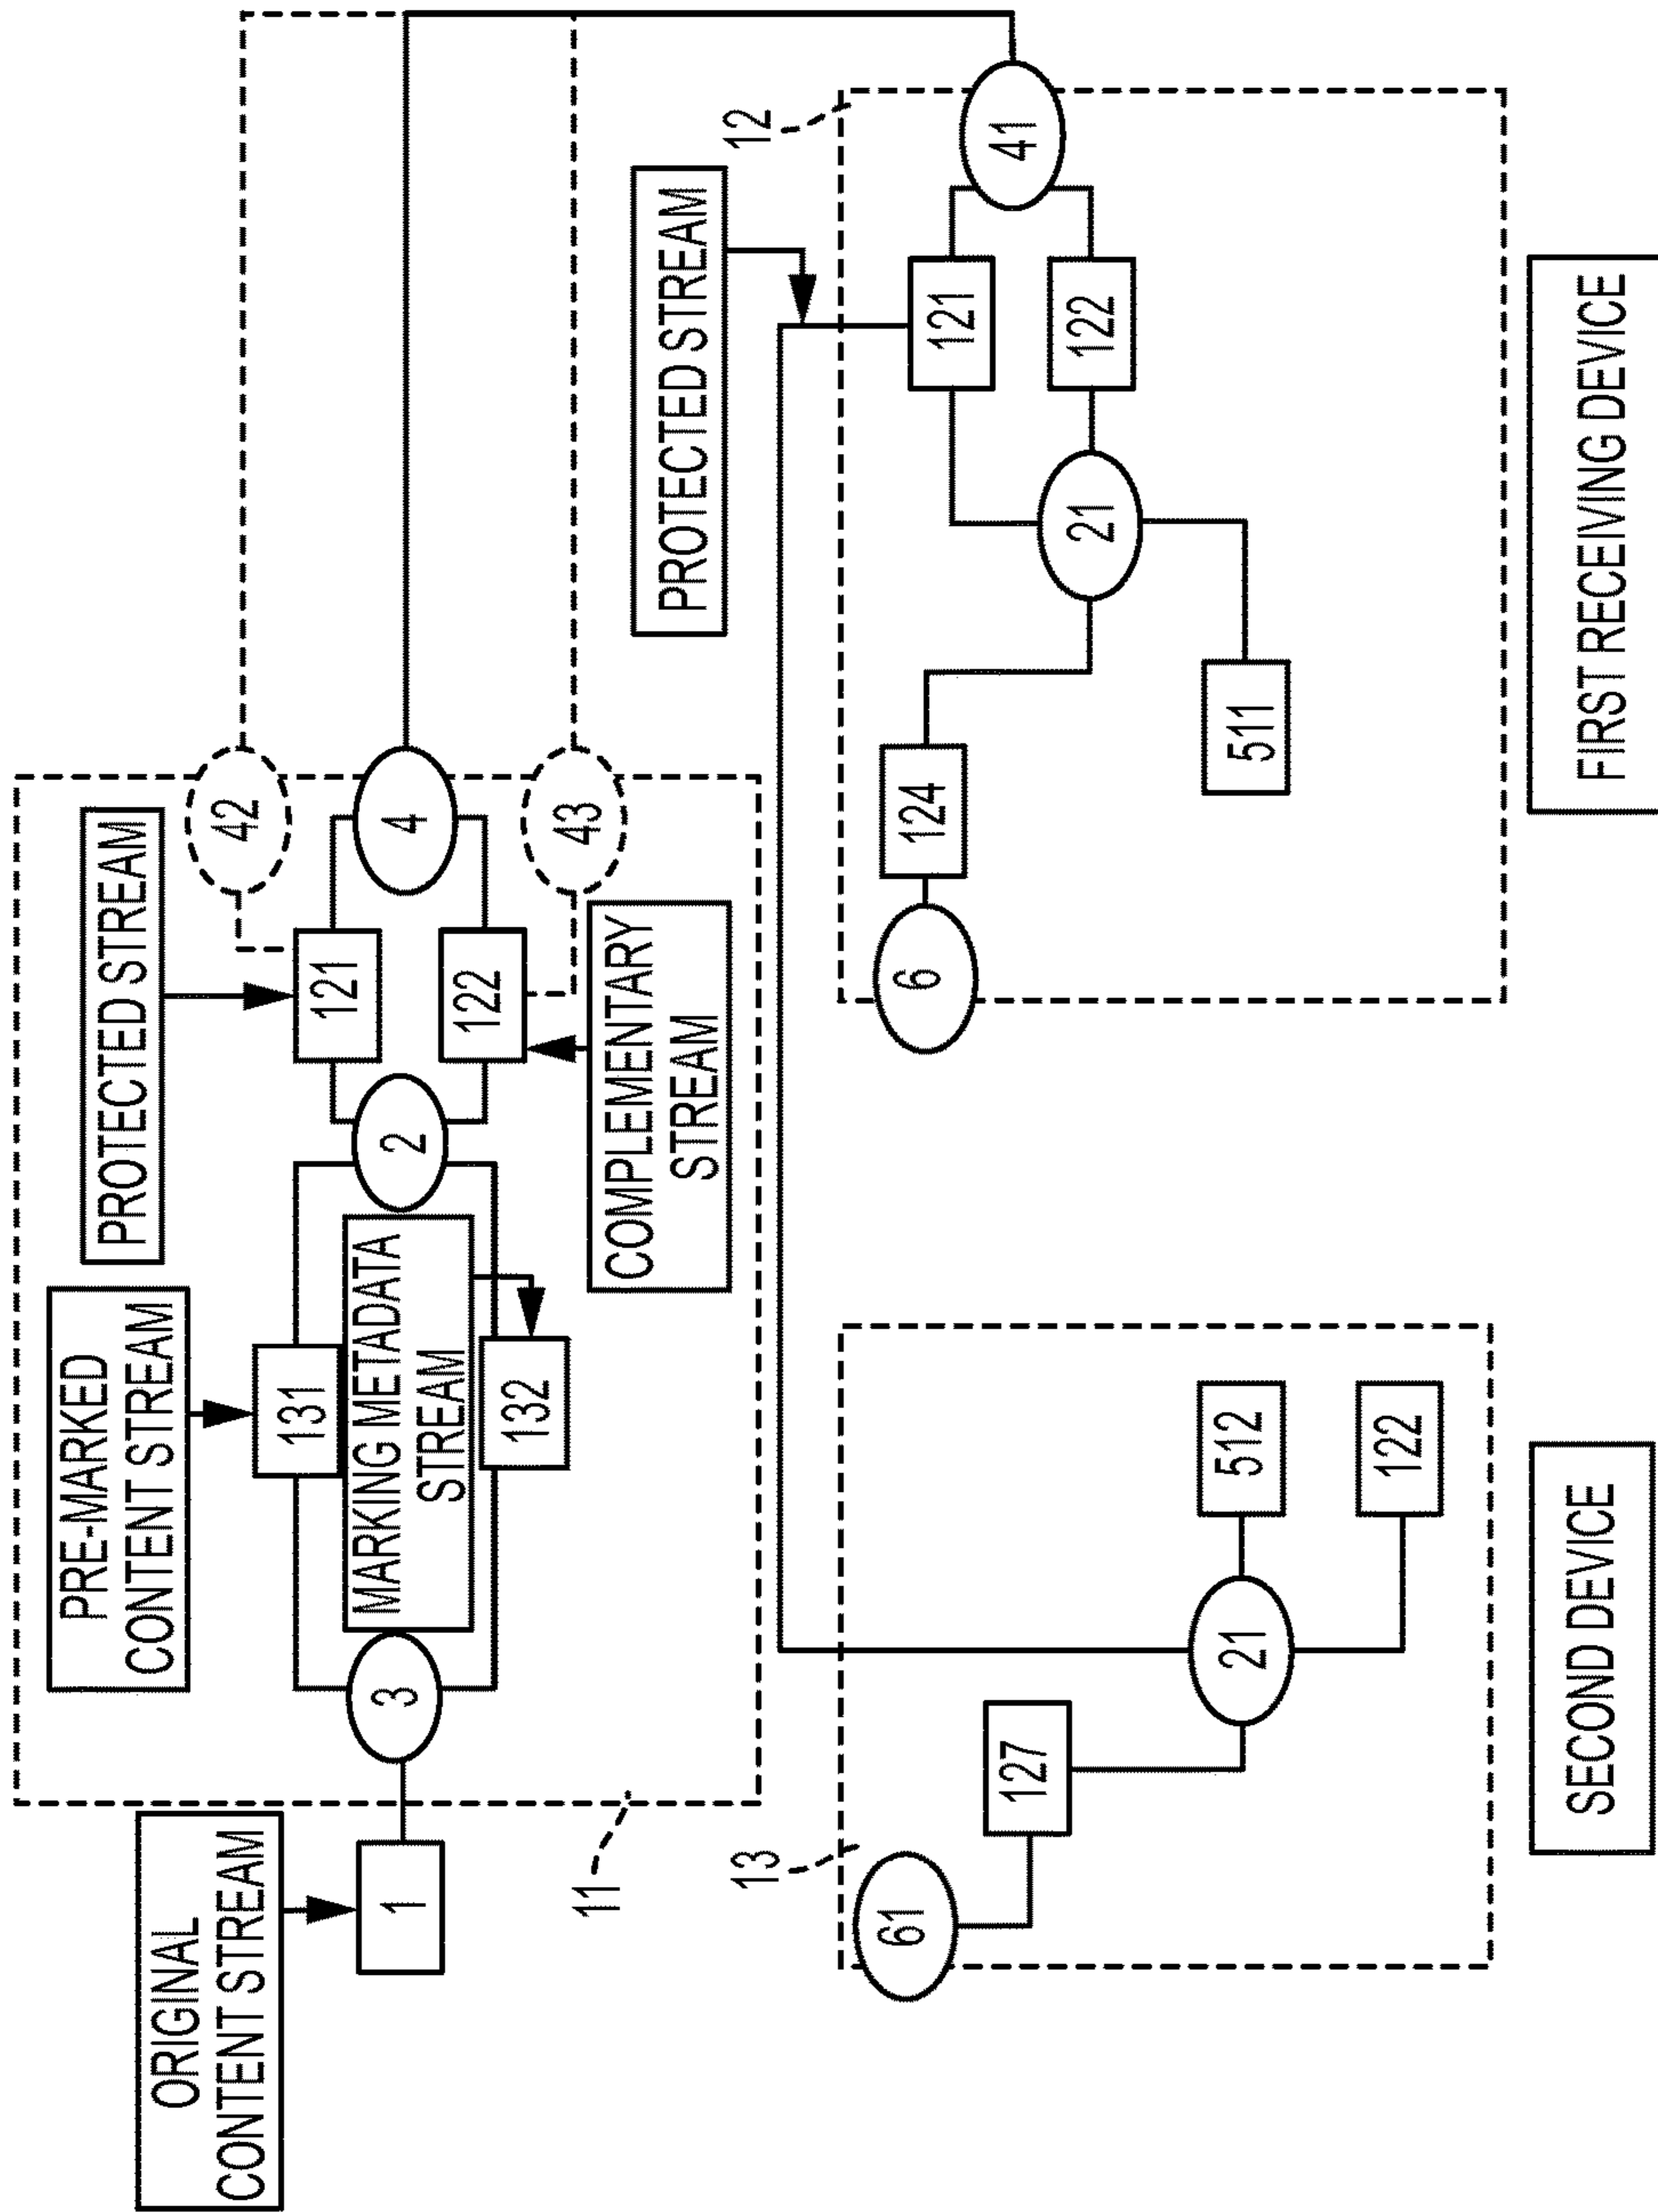 ORIGINAL
CONTENT STREAM
1
11
PRE-MARKED
CONTENT STREAM
3
131
MARKING METADATA
STREAM
132
2
PROTECTED STREAM
121
122
COMPLEMENTARY
STREAM
42
4
43
13
61
127
21
512
122
SECOND DEVICE
PROTECTED STREAM
12
6
124
511
21
121
122
41
FIRST RECEIVING DEVICE